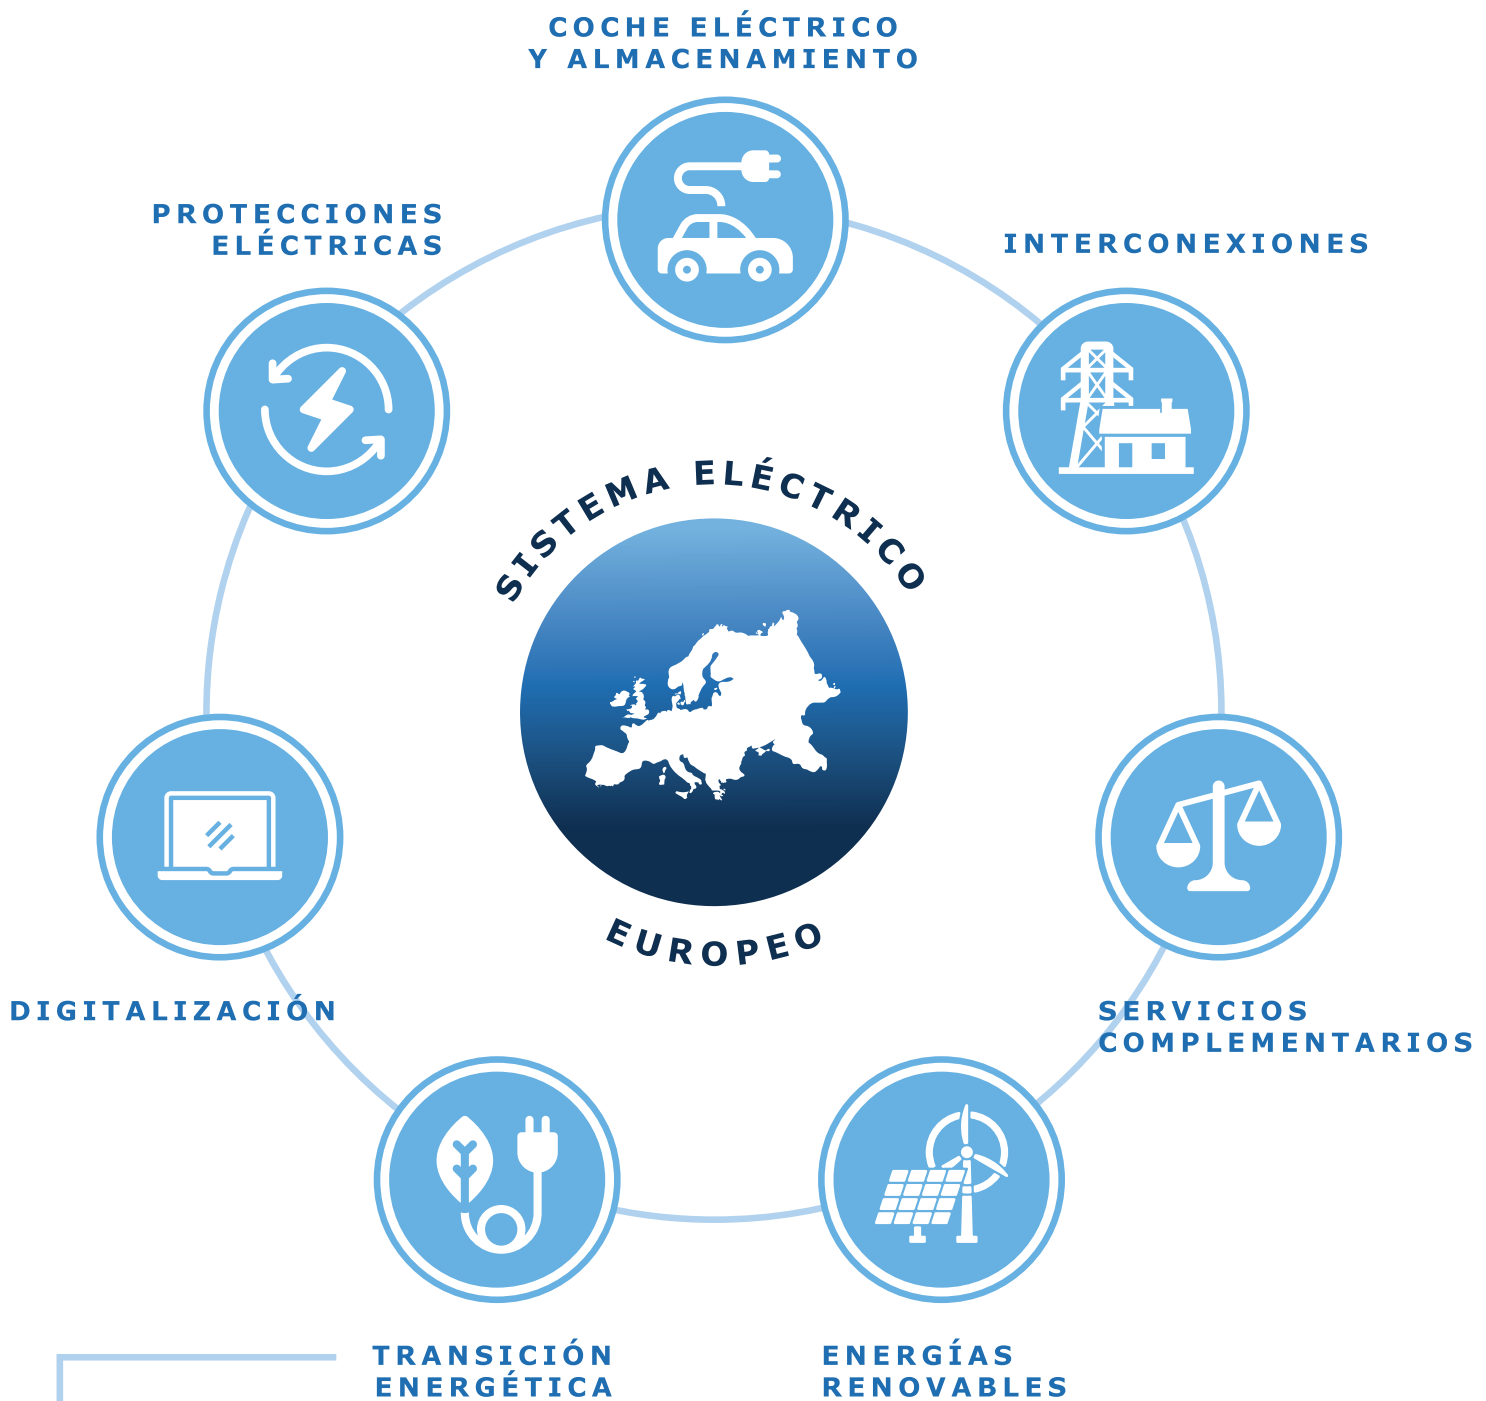 COCHE ELÉCTRICO
Y ALMACENAMIENTO
PROTECCIONES
ELÉCTRICAS
INTERCONEXIONES
SISTEMA ELÉCTRICO
EUROPEO
DIGITALIZACIÓN
SERVICIOS
COMPLEMENTARIOS
TRANSICIÓN
ENERGÉTICA
ENERGÍAS
RENOVABLES